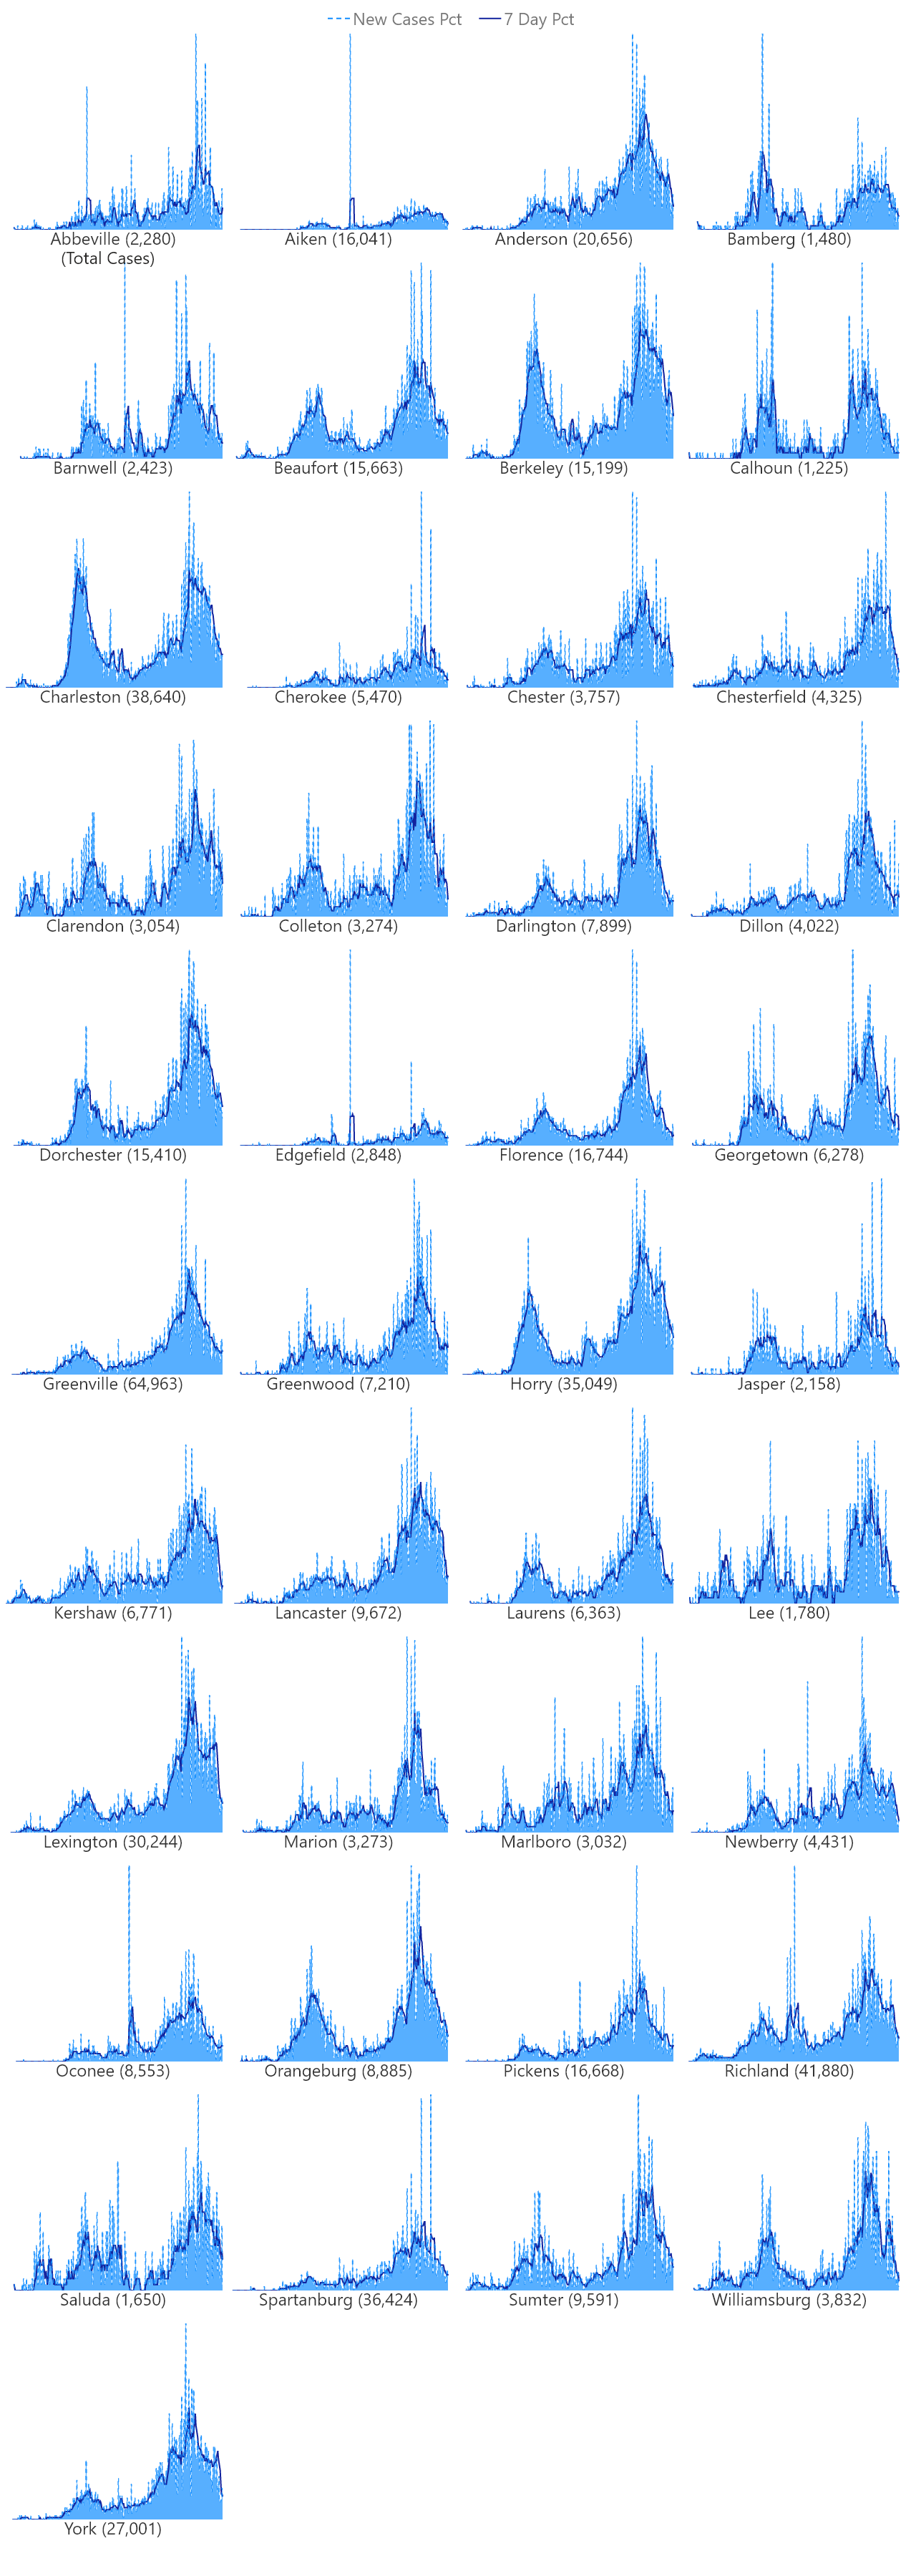 New Cases Pct 7 Day Pct
Abbeville (2,280) Aiken (16,041) Anderson (20,656) Bamberg (1,480)
(Total Cases)
Barnwell (2,423) Beaufort (15,663) Berkeley (15,199) Calhoun (1,225)
Charleston (38,640) Cherokee (5,470) Chester (3,757) Chesterfield (4,325)
Clarendon (3,054) Colleton (3,274) Darlington (7,899) Dillon (4,022)
Dorchester (15,410) Edgefield (2,848) Florence (16,744) Georgetown (6,278)
Greenville (64,963) Greenwood (7,210) Horry (35,049) Jasper (2,158)
Kershaw (6,771) Lancaster (9,672) Laurens (6,363) Lee (1,780)
Lexington (30,244) Marion (3,273) Marlboro (3,032) Newberry (4,431)
Oconee (8,553) Orangeburg (8,885) Pickens (16,668) Richland (41,880)
Saluda (1,650) Spartanburg (36,424) Sumter (9,591) Williamsburg (3,832)
York (27,001)